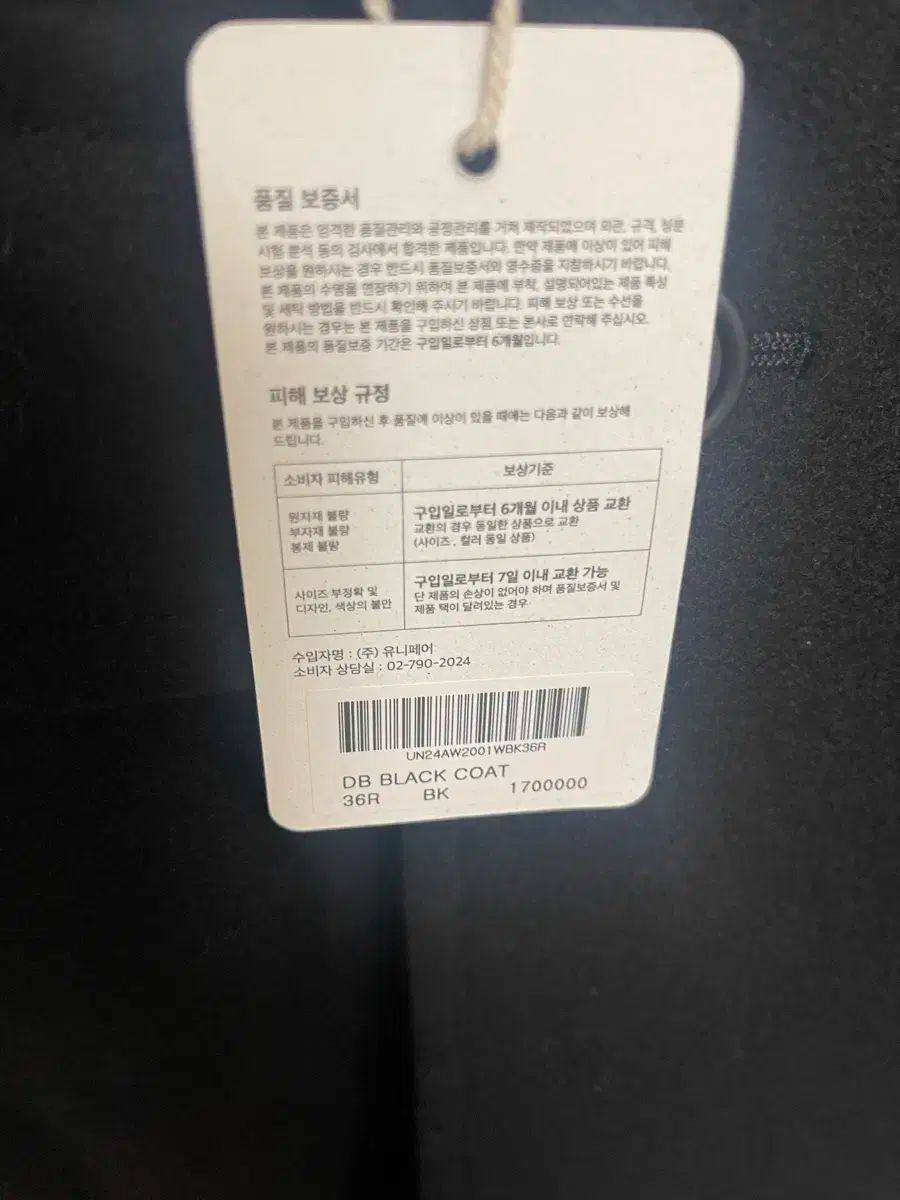 품질 보증서
본 제품은 엄격한 품질관리와 공정관리를 거쳐 제작되었으며 외관, 규격, 성분
시험 분석 등의 검사에서 합격한 제품입니다. 만약 제품에 이상이 있어 피해
보상을 원하시는 경우 반드시 품질보증서와 영수증을 지참하시기 바랍니다.
본 제품의 수명을 연장하기 위하여 본 제품에 부착, 설명되어있는 제품 특성
및 세탁 방법을 반드시 확인해 주시기 바랍니다. 피해 보상 또는 수선을
원하시는 경우는 본 제품을 구입하신 상점 또는 본사로 연락해 주십시오.
본 제품의 품질보증 기간은 구입일로부터 6개월입니다.
피해 보상 규정
본 제품을 구입하신 후 품질에 이상이 있을 때에는 다음과 같이 보상해
드립니다.
소비자 피해유형
보상기준
원자재 불량
부자재 불량
봉제 불량
구입일로부터 6개월 이내 상품 교환
교환의 경우 동일한 상품으로 교환
(사이즈, 컬러 동일 상품)
사이즈 부정확 및
디자인, 색상의 불만
구입일로부터 7일 이내 교환 가능
단 제품의 손상이 없어야 하며 품질보증서 및
제품 택이 달려있는 경우
수입자명 : (주) 유니페어
소비자 상담실 : 02-790-2024
UN24AW2001WBK36R
DB BLACK COAT
36R BK 1700000